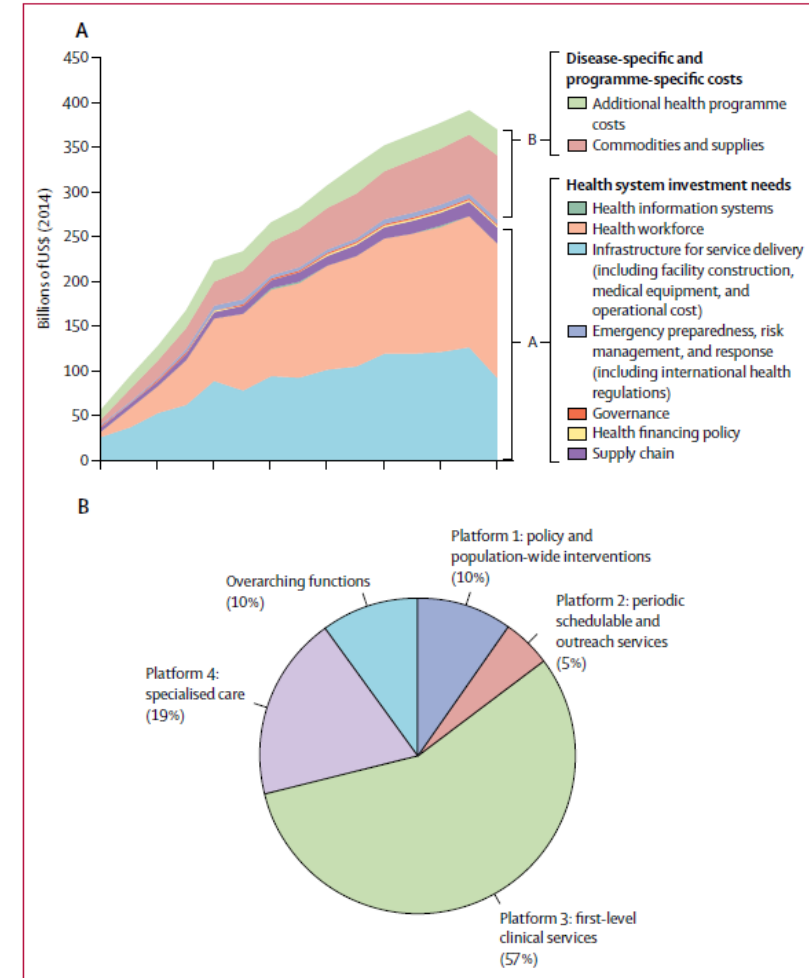 A
450
400
350
300
250
200
150
100
50
0
Billions of US$ (2014)
B
A
Disease-specific and
programme-specific costs
Additional health programme
costs
Commodities and supplies
Health system investment needs
Health information systems
Health workforce
Infrastructure for service delivery
(including facility construction,
medical equipment, and
operational cost)
Emergency preparedness, risk
management, and response
(including international health
regulations)
Governance
Health financing policy
Supply chain
B
Platform 1: policy and
population-wide interventions
(10%)
Overarching functions
(10%)
Platform 2: periodic
schedulable and
outreach services
(5%)
Platform 4:
specialised care
(19%)
Platform 3: first-level
clinical services
(57%)